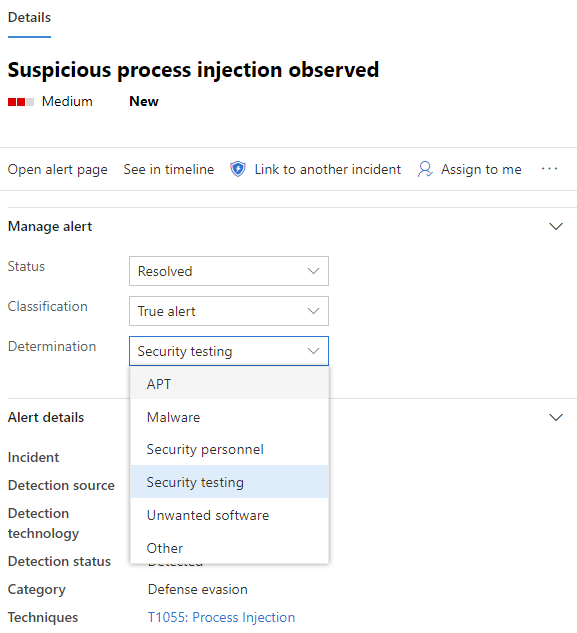 Details
Suspicious process injection observed
Medium New
Open alert page See in timeline Link to another incident Assign to me ...
Manage alert
Status Resolved
Classification True alert
Determination Security testing
APT
Malware
Security personnel
Security testing
Unwanted software
Other
Alert details
Incident
Detection source
Detection
technology
Detection status Detected
Category Defense evasion
Techniques T1055: Process Injection